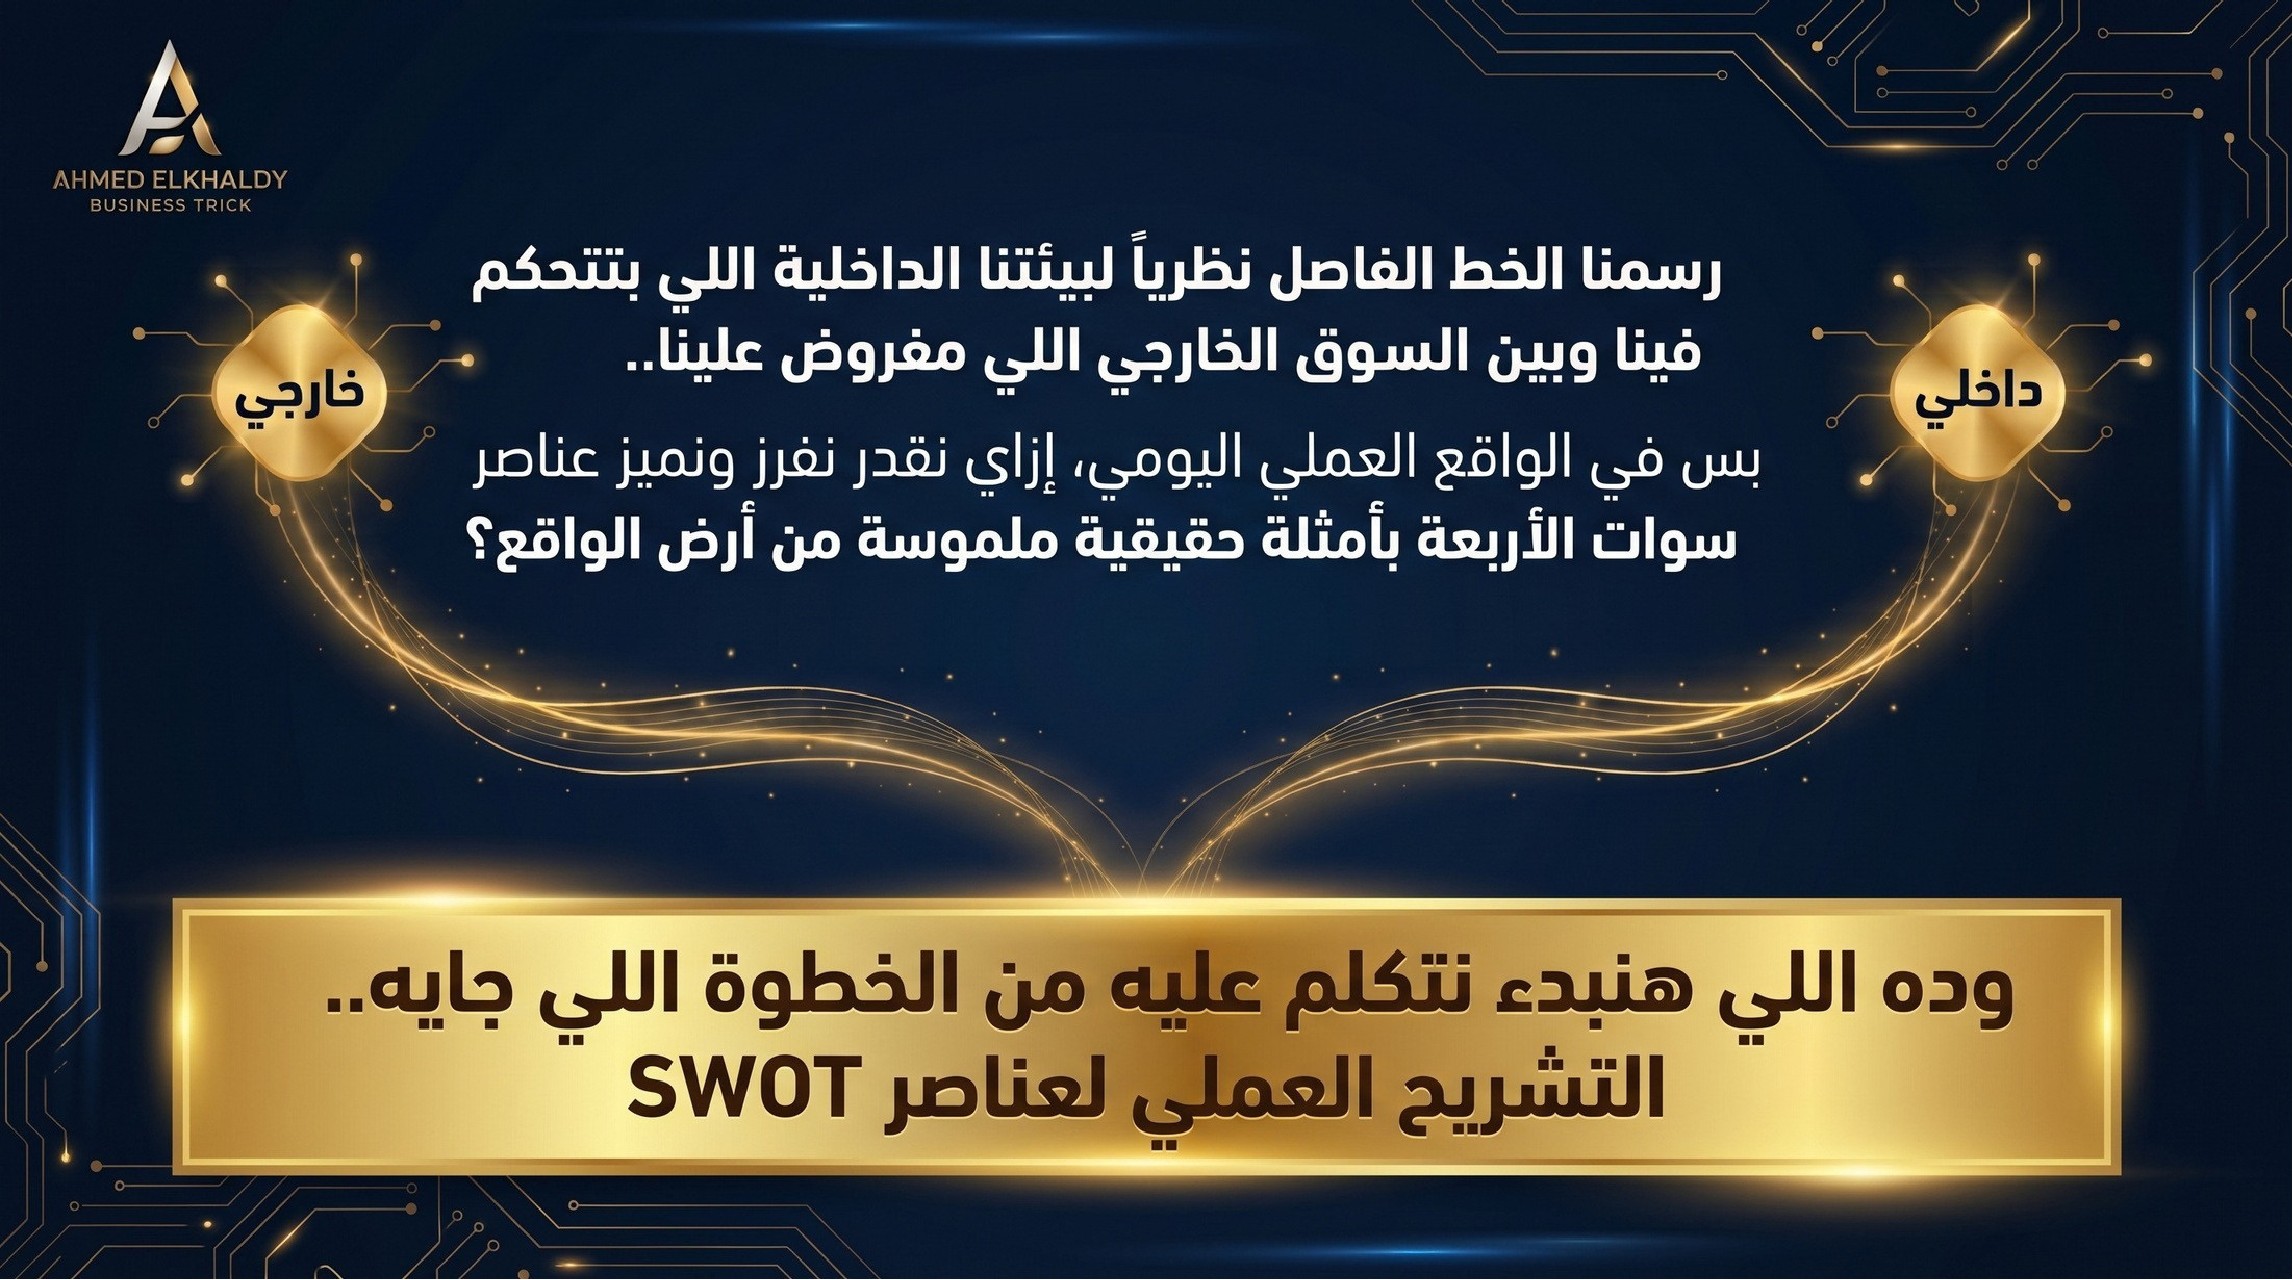 AHMED ELKHALDY
BUSINESS TRICK
رسمنا الخط الفاصل نظرياً لبيئتنا الداخلية اللي بتتحكم
فينا وبين السوق الخارجي اللي مفروض علينا..
بس في الواقع العملي اليومي، إزاي نقدر نفرز ونميز عناصر
سوات الأربعة بأمثلة حقيقية ملموسة من أرض الواقع؟
داخلي
خارجي
وده اللي هنبدء نتكلم عليه من الخطوة اللي جايه..
التشريح العملي لعناصر SWOT